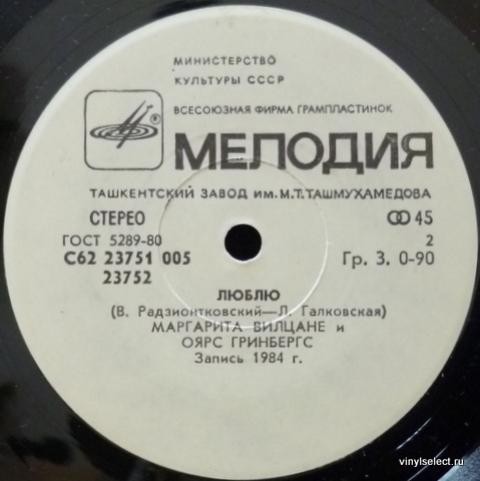 МИНИСТЕРСТВО
КУЛЬТУРЫ СССР
ВСЕСОЮЗНАЯ ФИРМА ГРАМПЛАСТИНОК
®
МЕЛОДИЯ
ТАШКЕНТСКИЙ ЗАВОД ИМ. М.Т. ТАШМУХАМЕДОВА
СТЕРЕО 45
ГОСТ 5289-80 2
С62 23751 005 Гр. 3. 0-90
23752
ЛЮБЛЮ
(В. Радзионтковский—Л. Галковская)
МАРГАРИТА ВИЛЦАНЕ и
ОЯРС ГРИНБЕРГС
Запись 1984 г.
vinylselect.ru